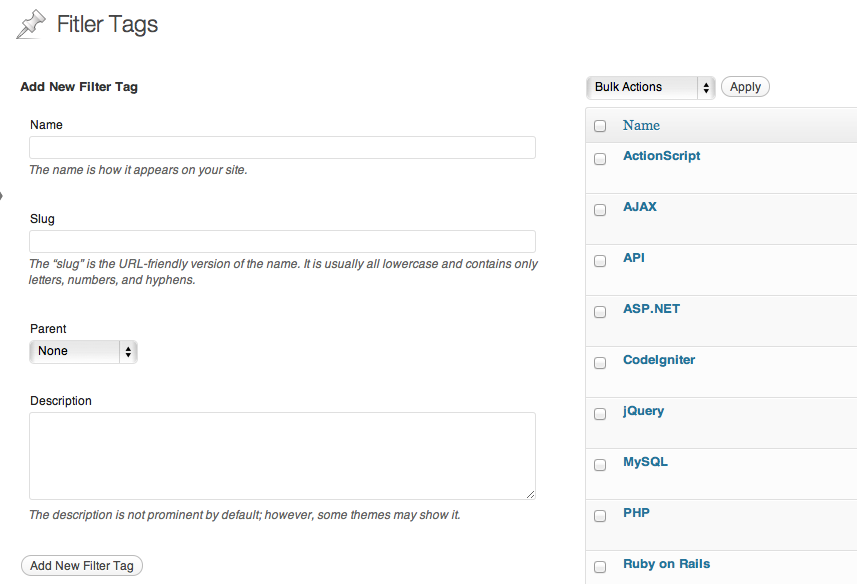 Fitler Tags
Add New Filter Tag
Name
The name is how it appears on your site.
Slug
The “slug” is the URL-friendly version of the name. It is usually all lowercase and contains only
letters, numbers, and hyphens.
Parent
None
Description
The description is not prominent by default; however, some themes may show it.
Add New Filter Tag
Bulk Actions
Apply
Name
ActionScript
AJAX
API
ASP.NET
CodeIgniter
jQuery
MySQL
PHP
Ruby on Rails